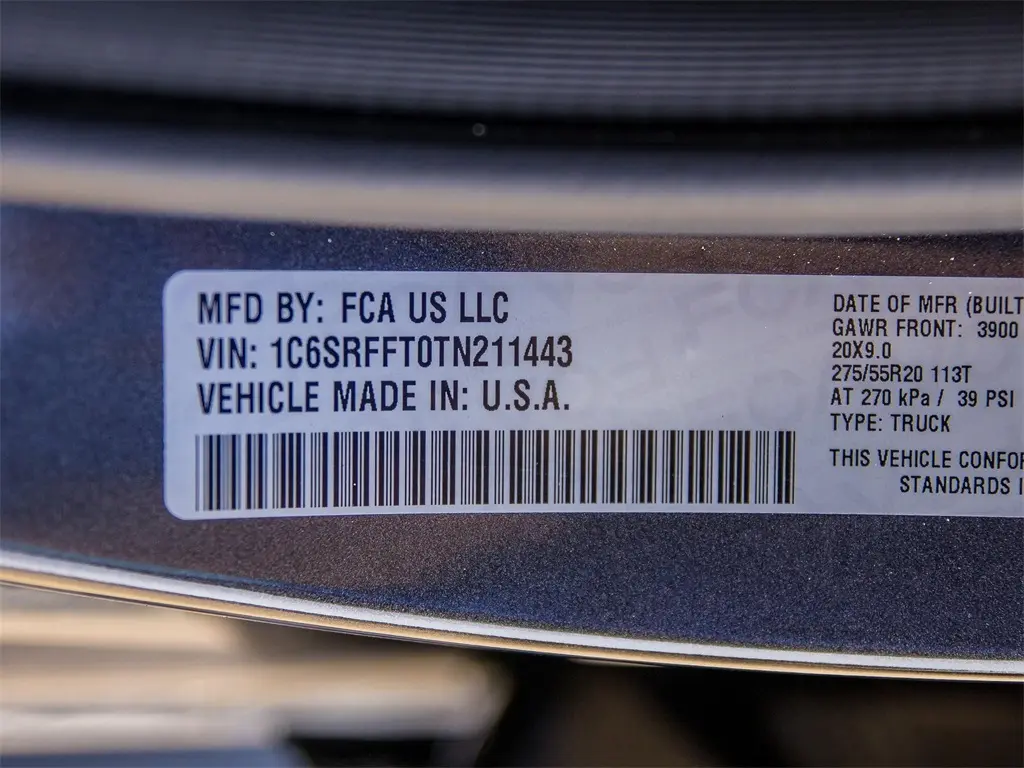 MFD BY: FCA US LLC
VIN: 1C6SRFFT0TN211443
VEHICLE MADE IN: U.S.A.
DATE OF MFR (BUILT
GAWR FRONT: 3900
20X9.0
275/55R20 113T
AT 270 kPa / 39 PSI
TYPE: TRUCK
THIS VEHICLE
STANDARDS